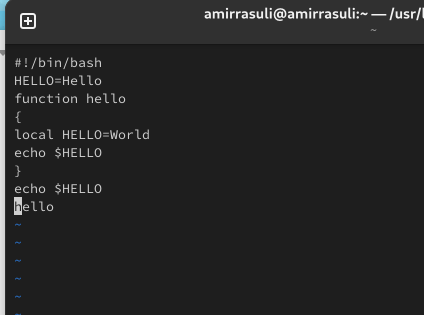 amirrasuli@amirrasuli:~ — /usr/l
~
#!/bin/bash
HELLO=Hello
function hello
{
local HELLO=World
echo $HELLO
}
echo $HELLO
hello
~
~
~
~
~
~